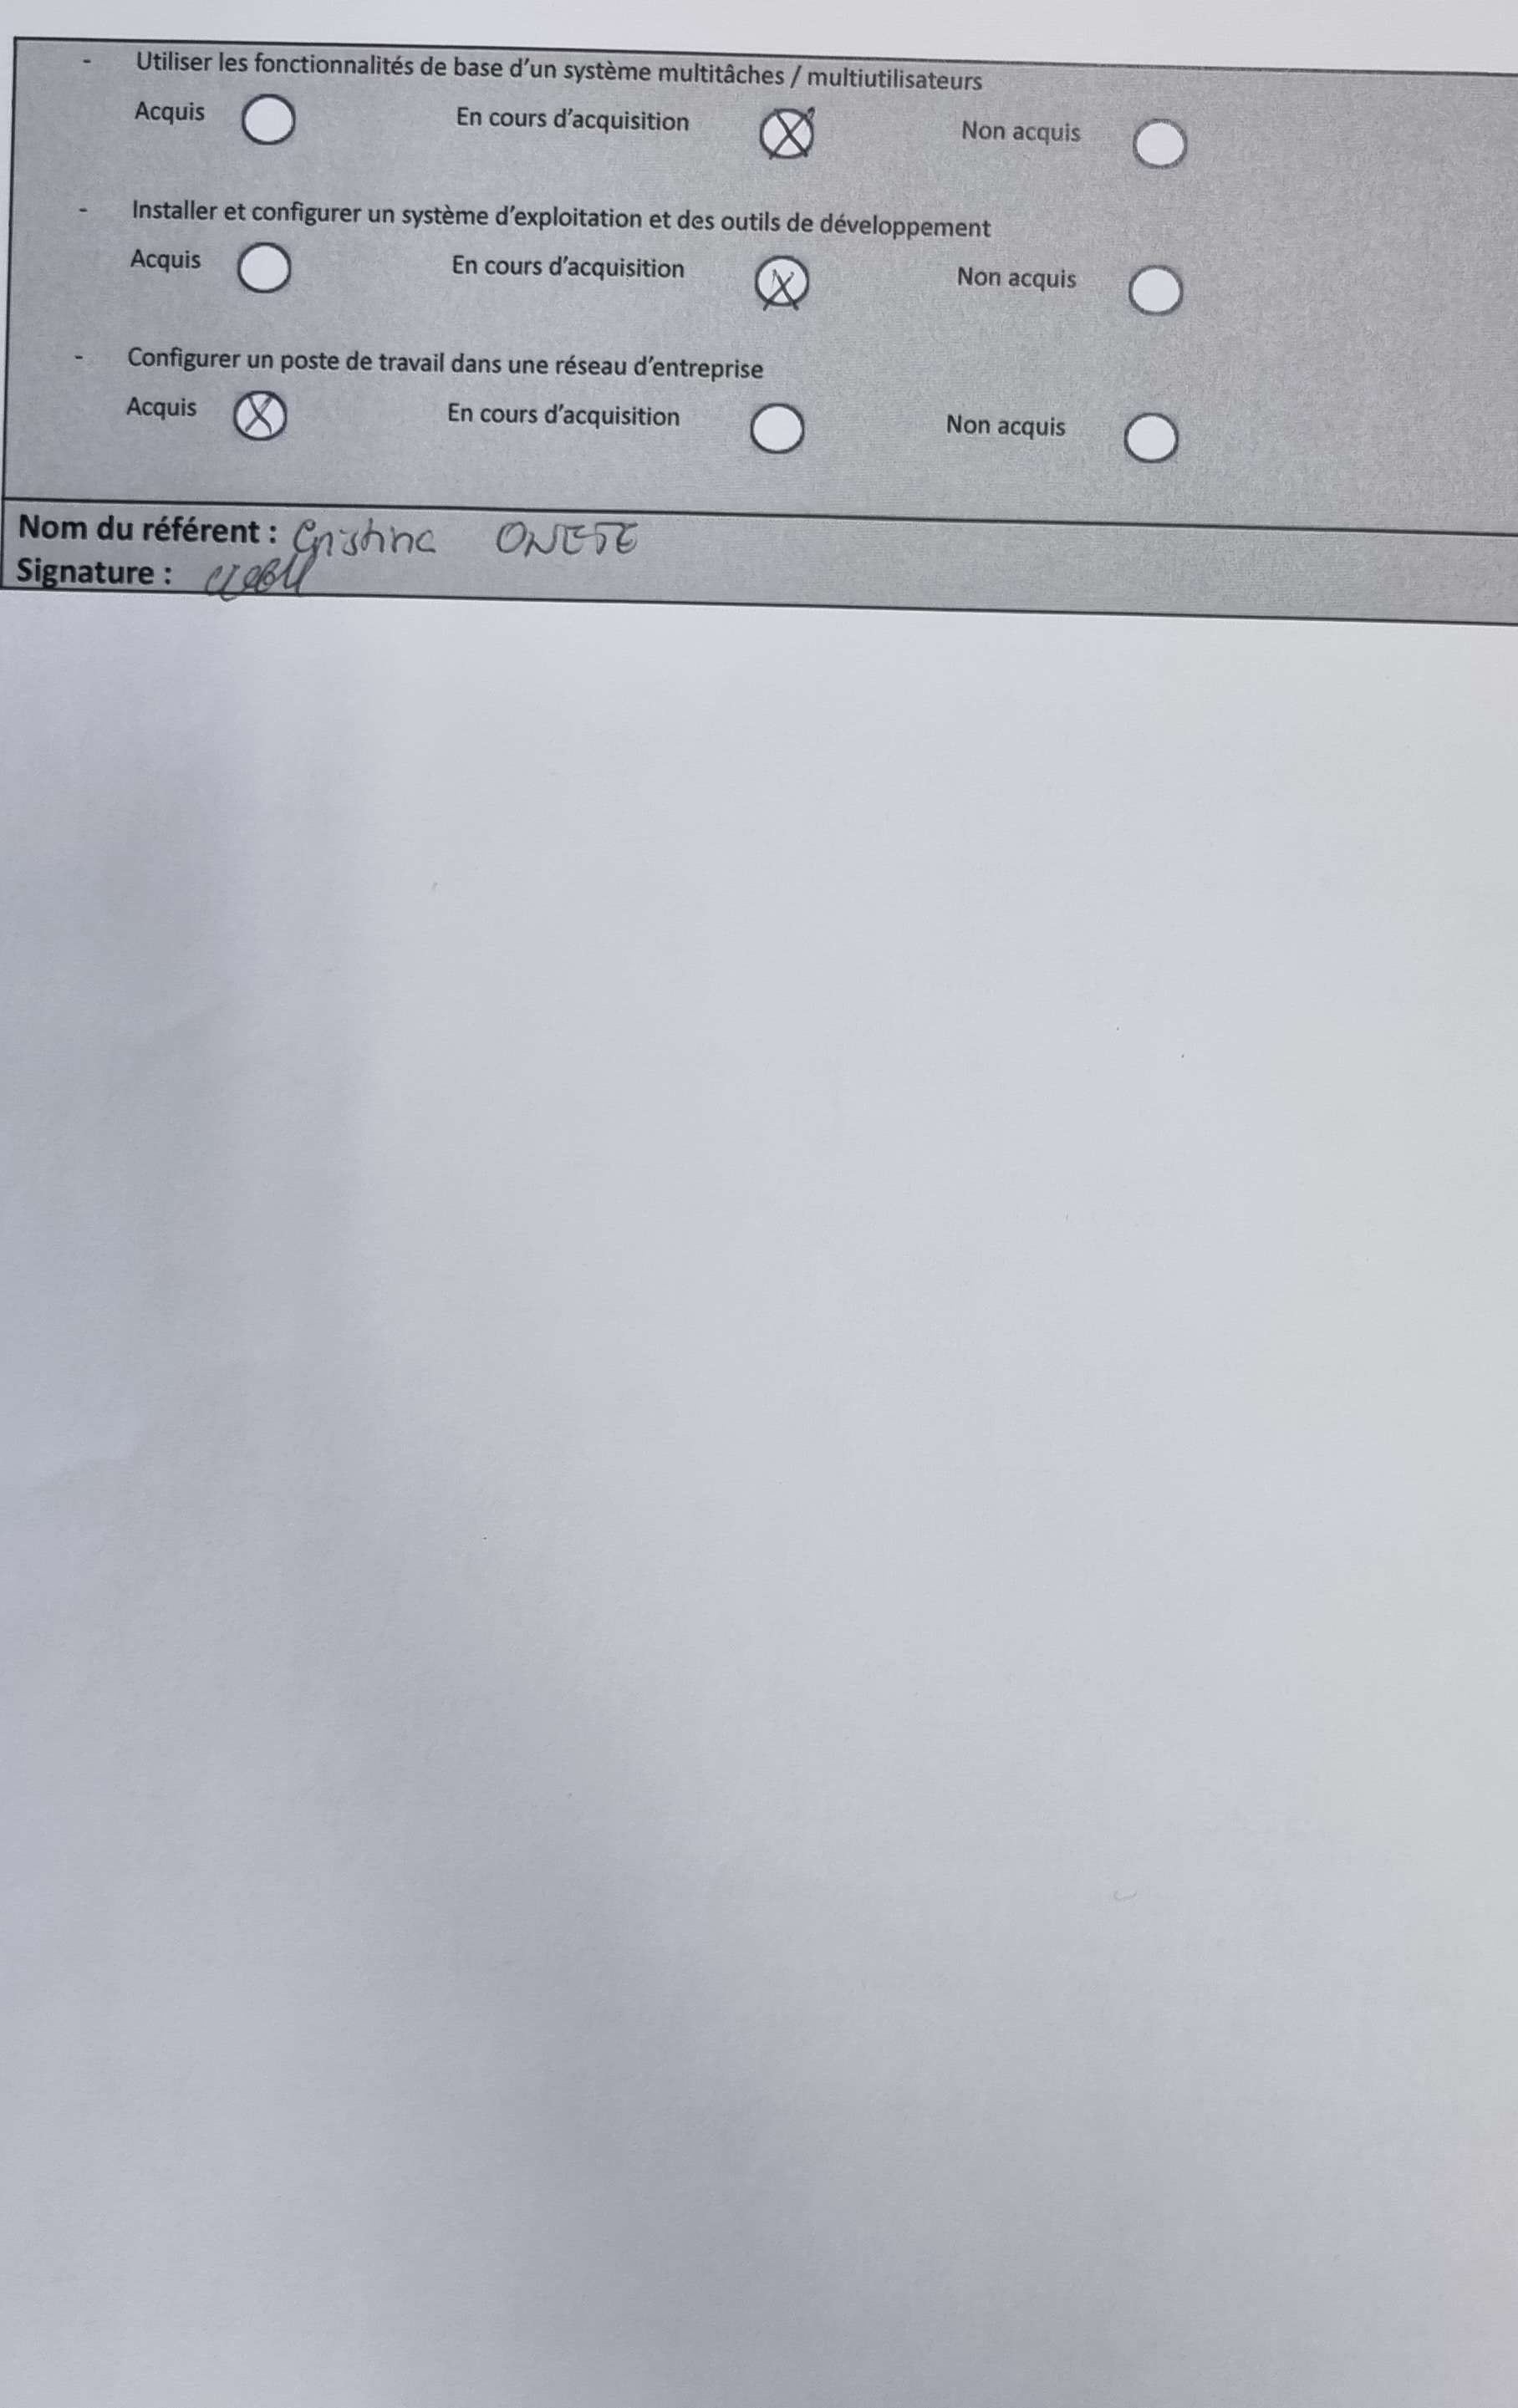 - Utiliser les fonctionnalités de base d'un système multitâches / multiutilisateurs
Acquis En cours d'acquisition Non acquis
- Installer et configurer un système d'exploitation et des outils de développement
Acquis En cours d'acquisition Non acquis
- Configurer un poste de travail dans une réseau d'entreprise
Acquis En cours d'acquisition Non acquis
Nom du référent : Cristina ONETE
Signature :